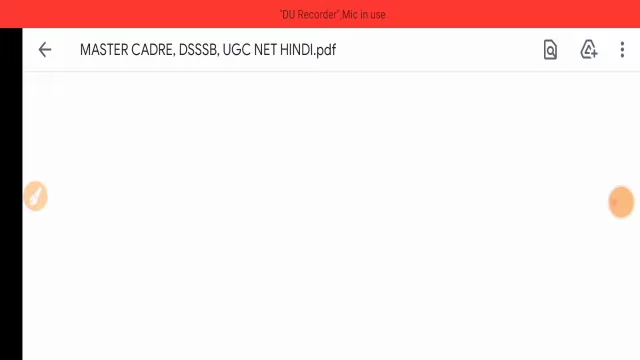 "DU Recorder";Mic in use
MASTER CADRE, DSSSB, UGC NET HINDI.pdf